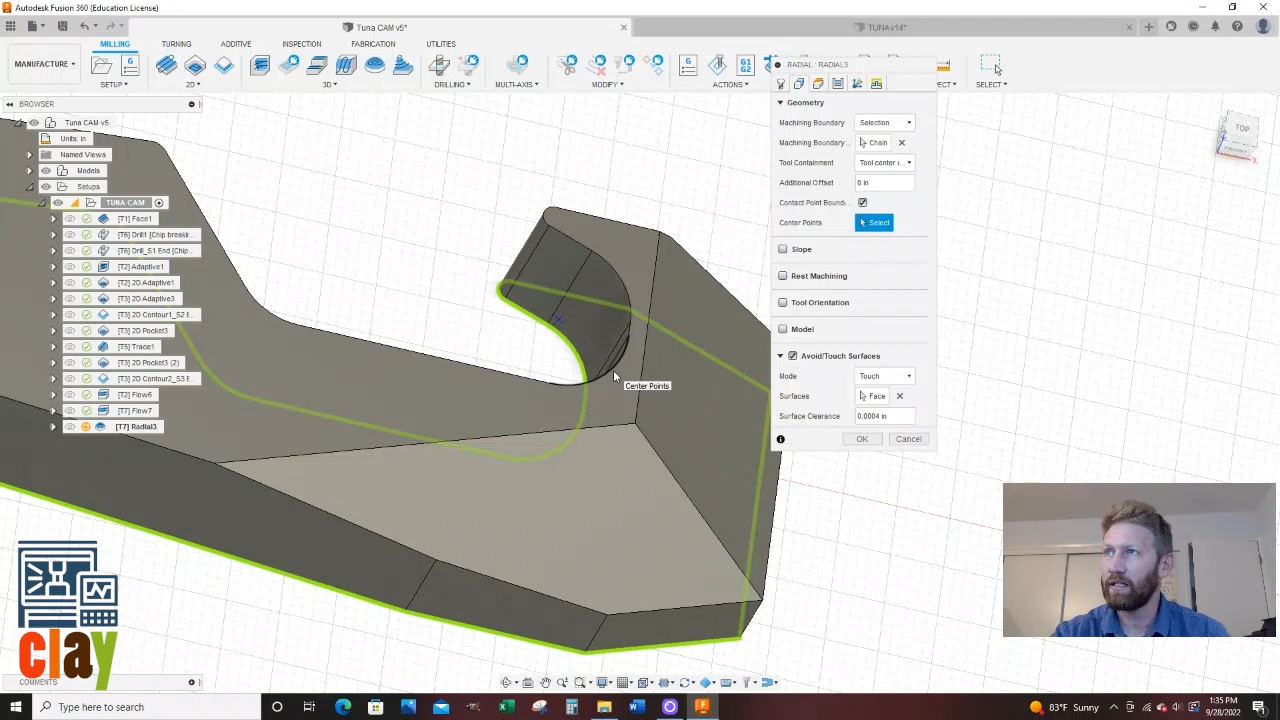 Autodesk Fusion 360 (Education License)
Tuna CAM v5*
TUNAv14*
MILLING TURNING ADDITIVE INSPECTION FABRICATION UTILITIES
MANUFACTURE
SETUP 2D 3D DRILLING MULTI-AXIS MODIFY ACTIONS SELECT
BROWSER
Tuna CAM v5
Units: in
Named Views
Models
Setups
TUNA CAM
[T1] Face1
[T6] Drill1 [Chip breakk...
[T6] Drill_S1 End [Chip...
[T2] Adaptive1
[T2] 2D Adaptive1
[T3] 2D Adaptive3
[T3] 2D Contour1_S2 E...
[T3] 2D Pocket3
[T5] Trace1
[T3] 2D Pocket3 (2)
[T3] 2D Contour2_S3 E...
[T2] Flow6
[T2] Flow7
[T7] Radial3
RADIAL : RADIAL3
Geometry
Machining Boundary Selection
Machining Boundary... Chain
Tool Containment Tool center ...
Additional Offset 0 in
Contact Point Bound...
Center Points Select
Slope
Rest Machining
Tool Orientation
Model
Avoid/Touch Surfaces
Mode Touch
Surfaces Face
Surface Clearance 0.0004 in
OK Cancel
Center Points
TOP
FRONT
X
clay
COMMENTS
Type here to search
83°F Sunny
1:35 PM
9/28/2022